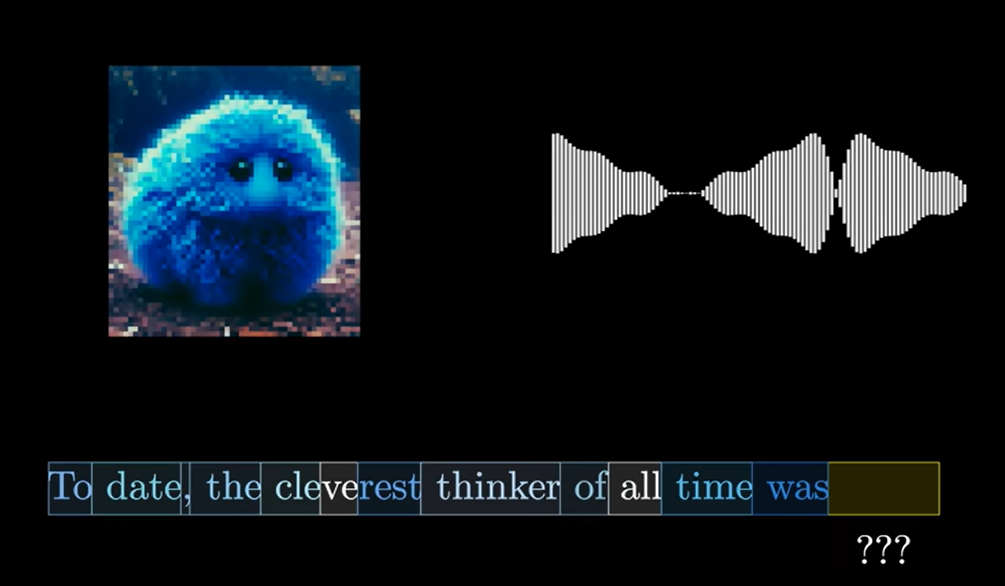 To date, the cleverest thinker of all time was
???